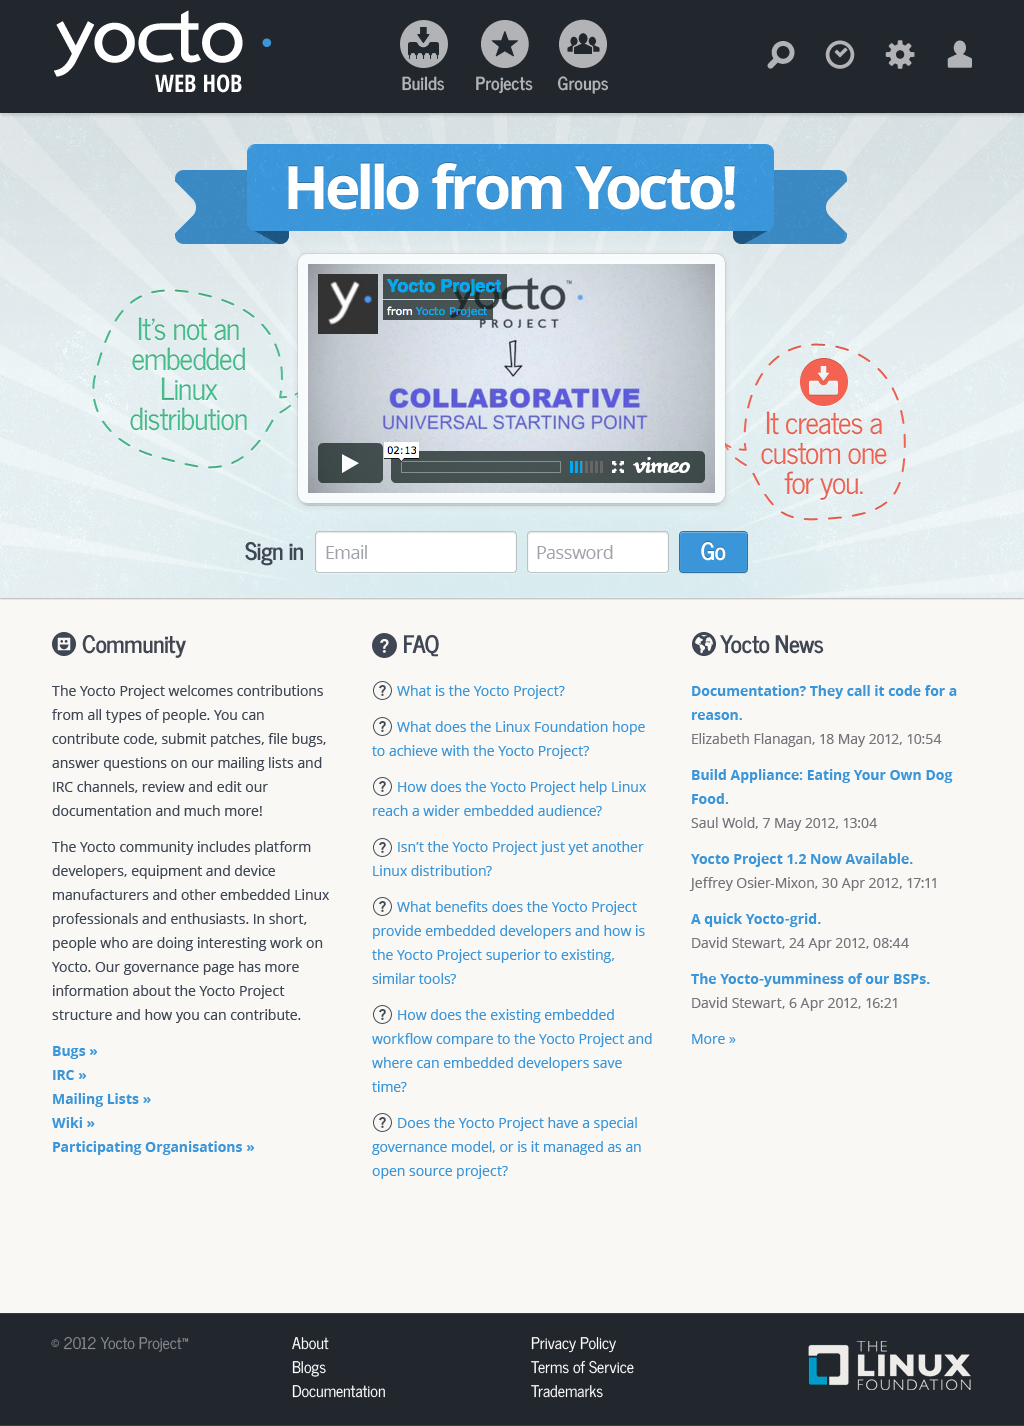 yocto
WEB HOB
Builds
Projects
Groups
Hello from Yocto!
Yocto Project
from Yocto Project
yocto™
PROJECT
COLLABORATIVE
UNIVERSAL STARTING POINT
02:13
vimeo
It's not an
embedded
Linux
distribution
It creates a
custom one
for you.
Sign in
Email
Password
Go
Community
The Yocto Project welcomes contributions
from all types of people. You can
contribute code, submit patches, file bugs,
answer questions on our mailing lists and
IRC channels, review and edit our
documentation and much more!
The Yocto community includes platform
developers, equipment and device
manufacturers and other embedded Linux
professionals and enthusiasts. In short,
people who are doing interesting work on
Yocto. Our governance page has more
information about the Yocto Project
structure and how you can contribute.
Bugs »
IRC »
Mailing Lists »
Wiki »
Participating Organisations »
? FAQ
? What is the Yocto Project?
? What does the Linux Foundation hope
to achieve with the Yocto Project?
? How does the Yocto Project help Linux
reach a wider embedded audience?
? Isn't the Yocto Project just yet another
Linux distribution?
? What benefits does the Yocto Project
provide embedded developers and how is
the Yocto Project superior to existing,
similar tools?
? How does the existing embedded
workflow compare to the Yocto Project and
where can embedded developers save
time?
? Does the Yocto Project have a special
governance model, or is it managed as an
open source project?
Yocto News
Documentation? They call it code for a
reason.
Elizabeth Flanagan, 18 May 2012, 10:54
Build Appliance: Eating Your Own Dog
Food.
Saul Wold, 7 May 2012, 13:04
Yocto Project 1.2 Now Available.
Jeffrey Osier-Mixon, 30 Apr 2012, 17:11
A quick Yocto-grid.
David Stewart, 24 Apr 2012, 08:44
The Yocto-yumminess of our BSPs.
David Stewart, 6 Apr 2012, 16:21
More »
© 2012 Yocto Project™
About
Blogs
Documentation
Privacy Policy
Terms of Service
Trademarks
THE
LINUX
FOUNDATION